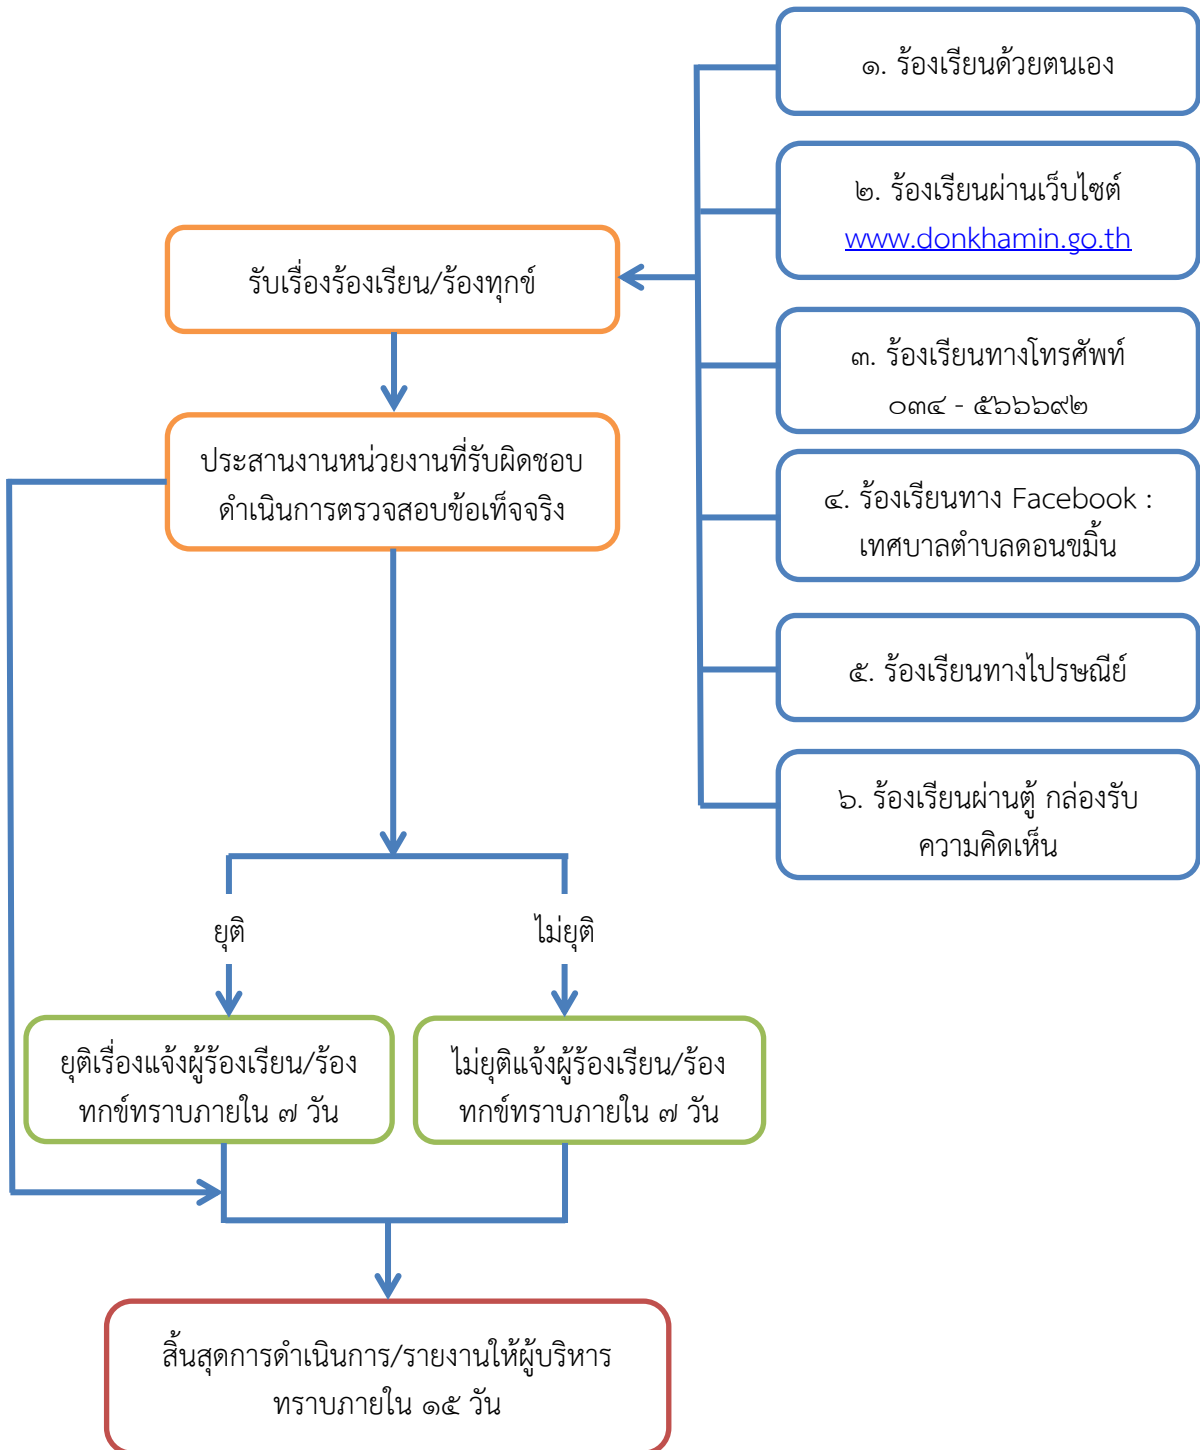 ๑. ร้องเรียนด้วยตนเอง
๒. ร้องเรียนผ่านเว็บไซต์
www.donkhamin.go.th
รับเรื่องร้องเรียน/ร้องทุกข์
๓. ร้องเรียนทางโทรศัพท์
๐๓๔ - ๕๖๖๖๙๒
ประสานงานหน่วยงานที่รับผิดชอบ
ดำเนินการตรวจสอบข้อเท็จจริง
๔. ร้องเรียนทาง Facebook :
เทศบาลตำบลดอนขมิ้น
๕. ร้องเรียนทางไปรษณีย์
๖. ร้องเรียนผ่านตู้ กล่องรับ
ความคิดเห็น
ยุติ
ไม่ยุติ
ยุติเรื่องแจ้งผู้ร้องเรียน/ร้อง
ทกข์ทราบภายใน ๗ วัน
ไม่ยุติแจ้งผู้ร้องเรียน/ร้อง
ทกข์ทราบภายใน ๗ วัน
สิ้นสุดการดำเนินการ/รายงานให้ผู้บริหาร
ทราบภายใน ๑๕ วัน